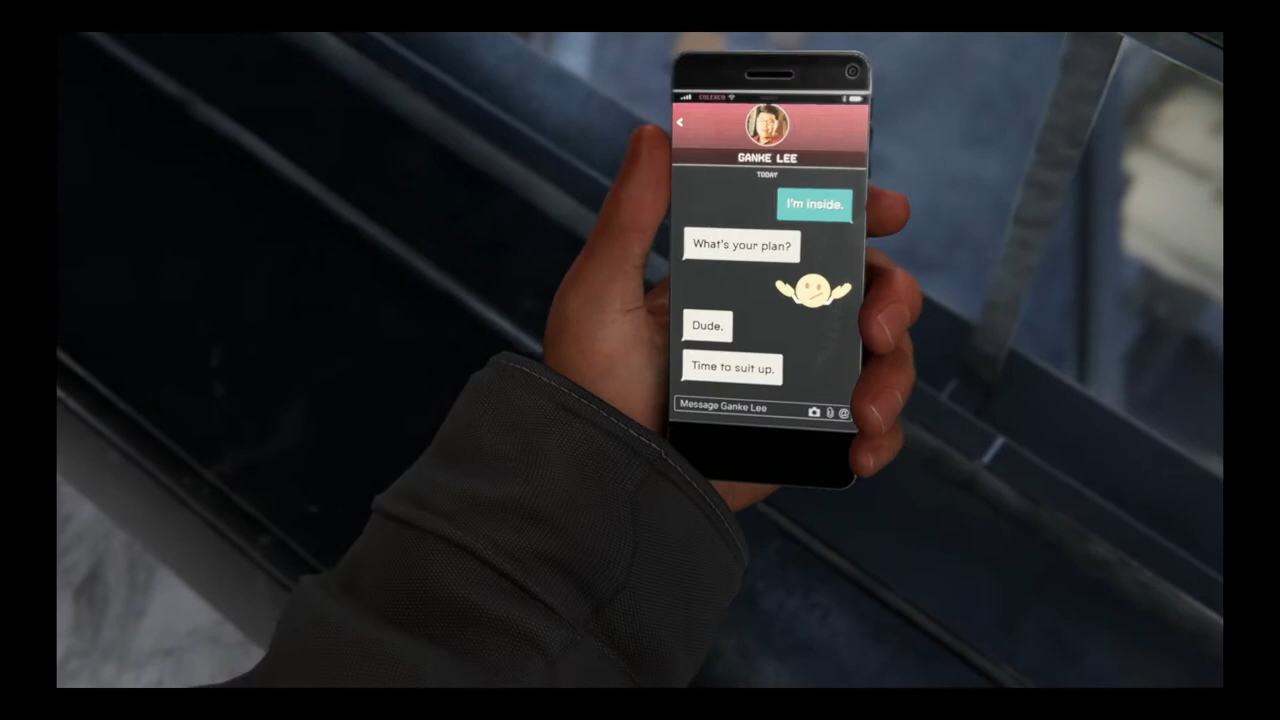 COLEXCO
GANKE LEE
TODAY
I'm inside.
What's your plan?
Dude.
Time to suit up.
Message Ganke Lee